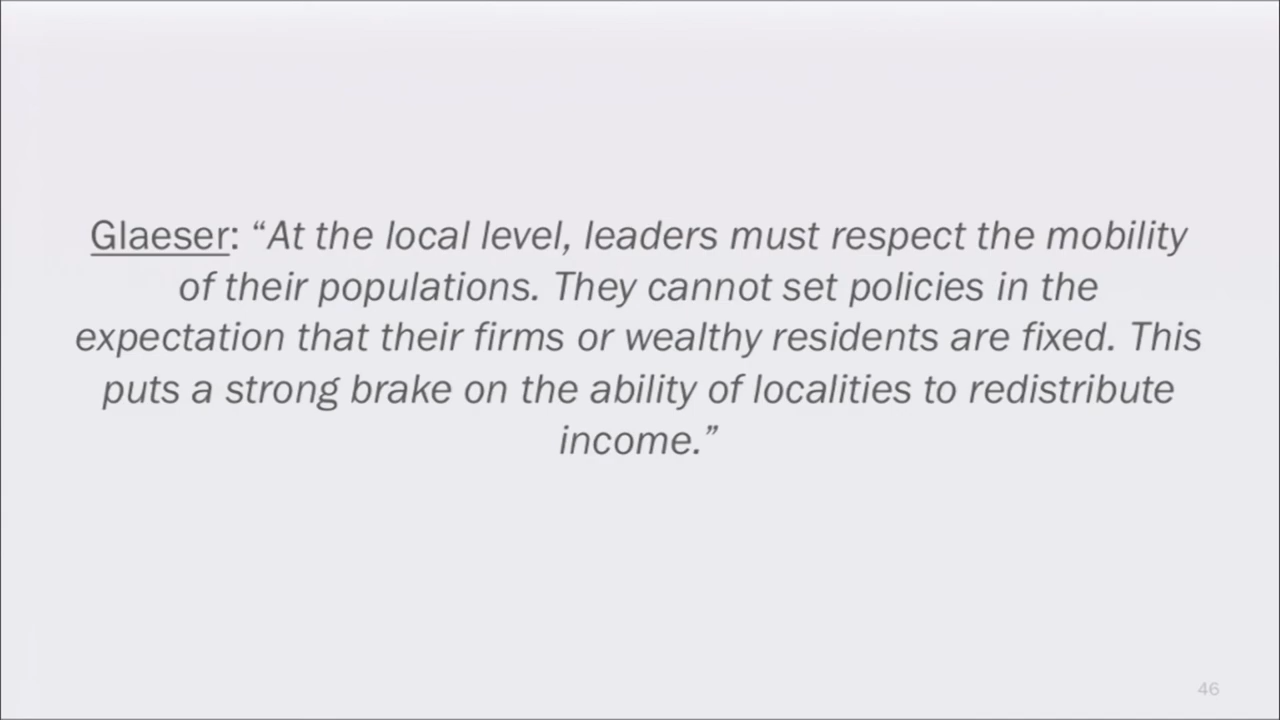 Glaeser: “At the local level, leaders must respect the mobility
of their populations. They cannot set policies in the
expectation that their firms or wealthy residents are fixed. This
puts a strong brake on the ability of localities to redistribute
income.”
46